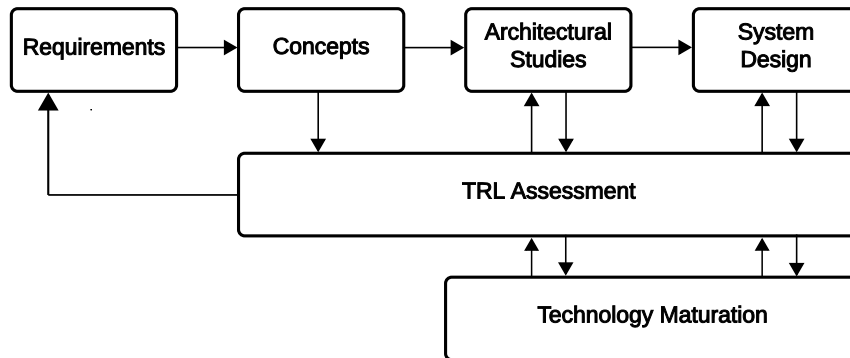 Requirements
Concepts
Architectural
Studies
System
Design
TRL Assessment
Technology Maturation